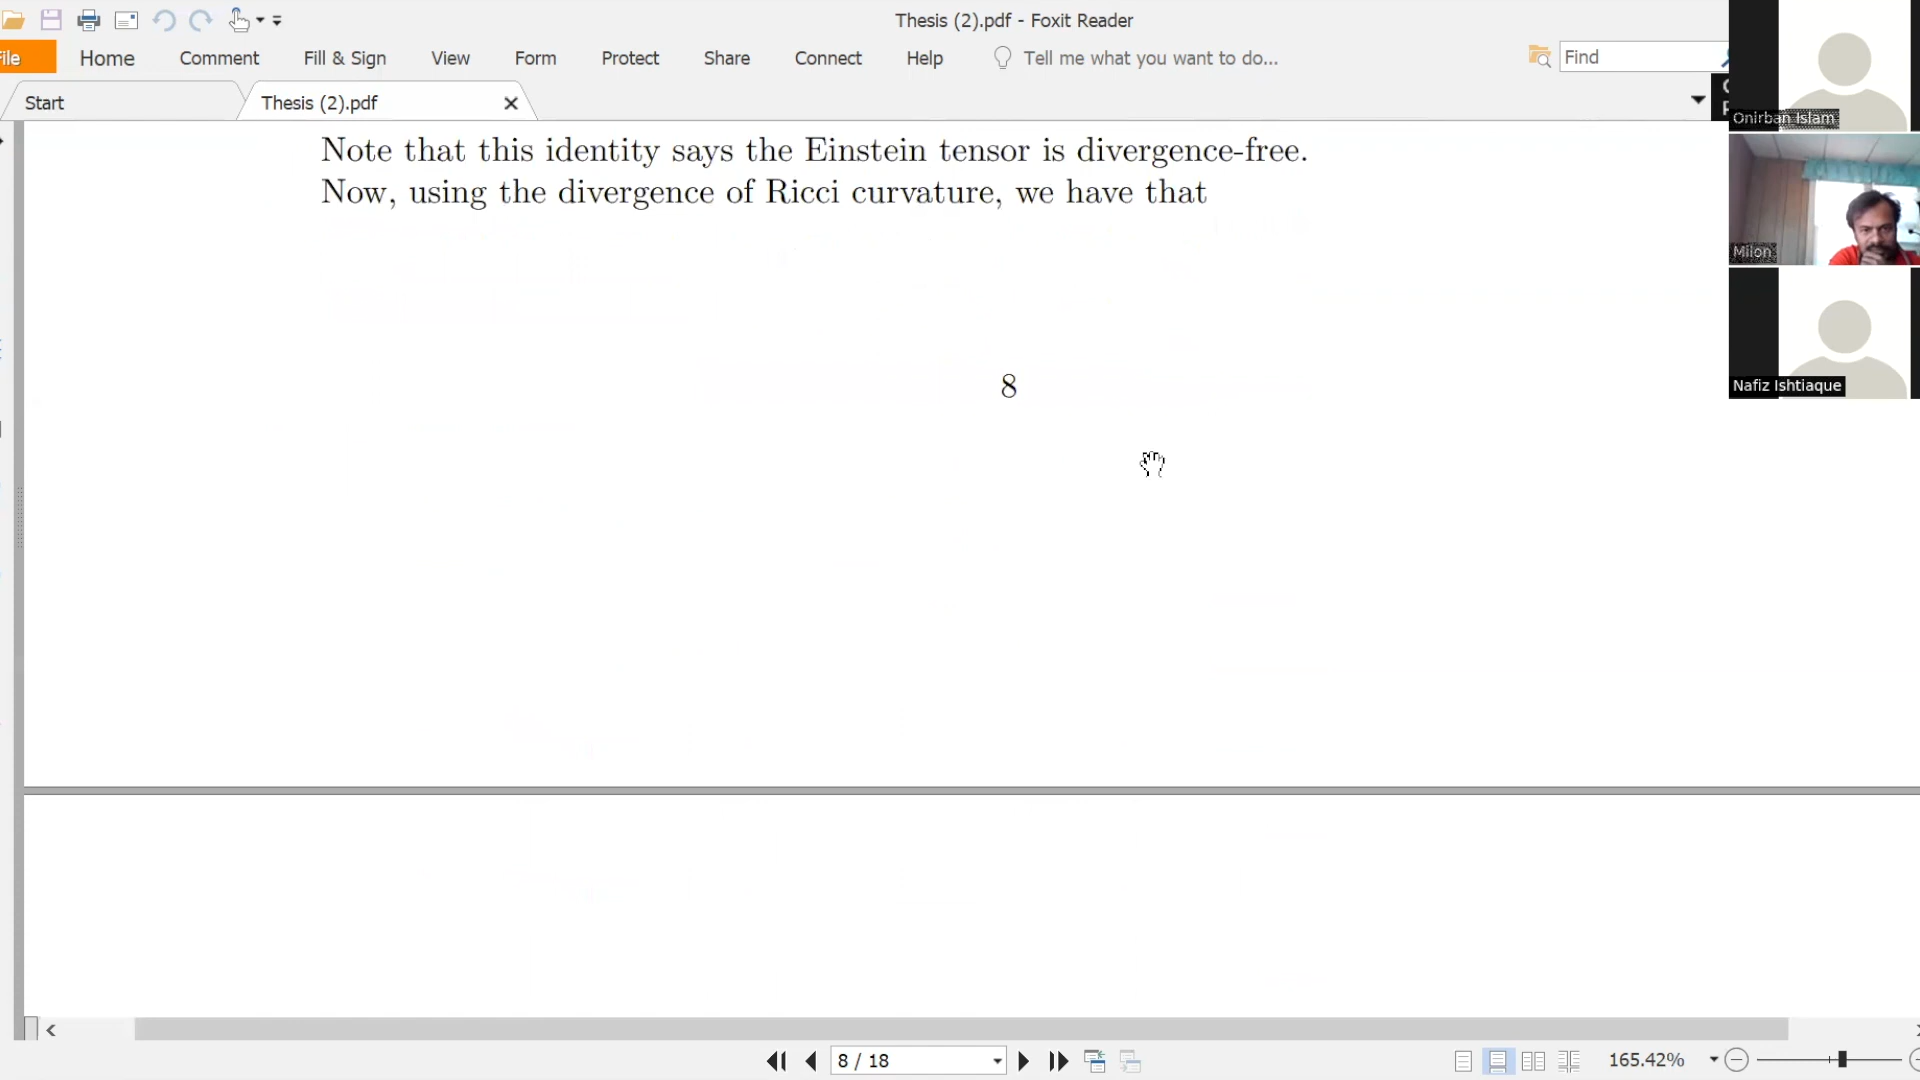 Thesis (2).pdf - Foxit Reader
File Home Comment Fill & Sign View Form Protect Share Connect Help Tell me what you want to do... Find
Start Thesis (2).pdf
Note that this identity says the Einstein tensor is divergence-free.
Now, using the divergence of Ricci curvature, we have that
8
Onirban Islam
Milon
Nafiz Ishtiaque
8 / 18 165.42%